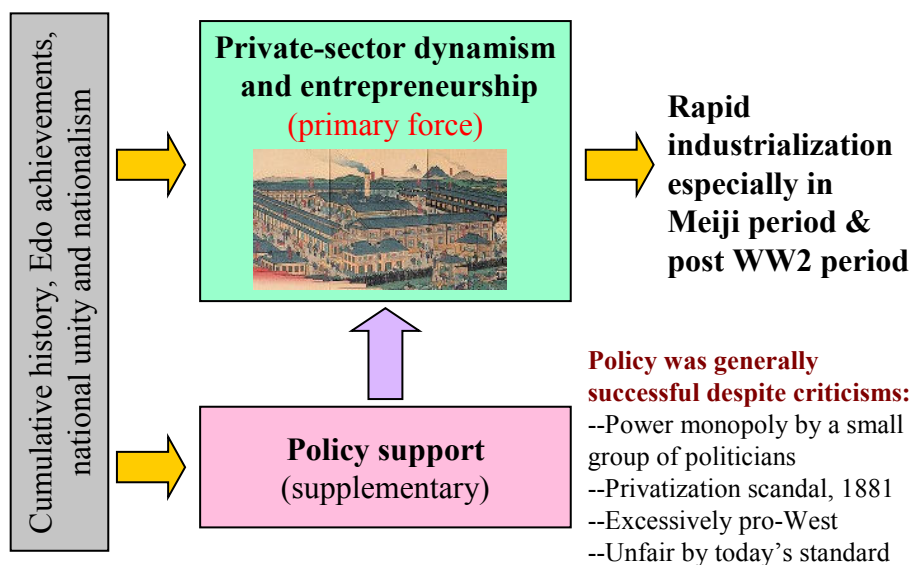 Cumulative history, Edo achievements,
national unity and nationalism
Private-sector dynamism
and entrepreneurship
(primary force)
Rapid
industrialization
especially in
Meiji period &
post WW2 period
Policy support
(supplementary)
Policy was generally
successful despite criticisms:
--Power monopoly by a small
group of politicians
--Privatization scandal, 1881
--Excessively pro-West
--Unfair by today’s standard